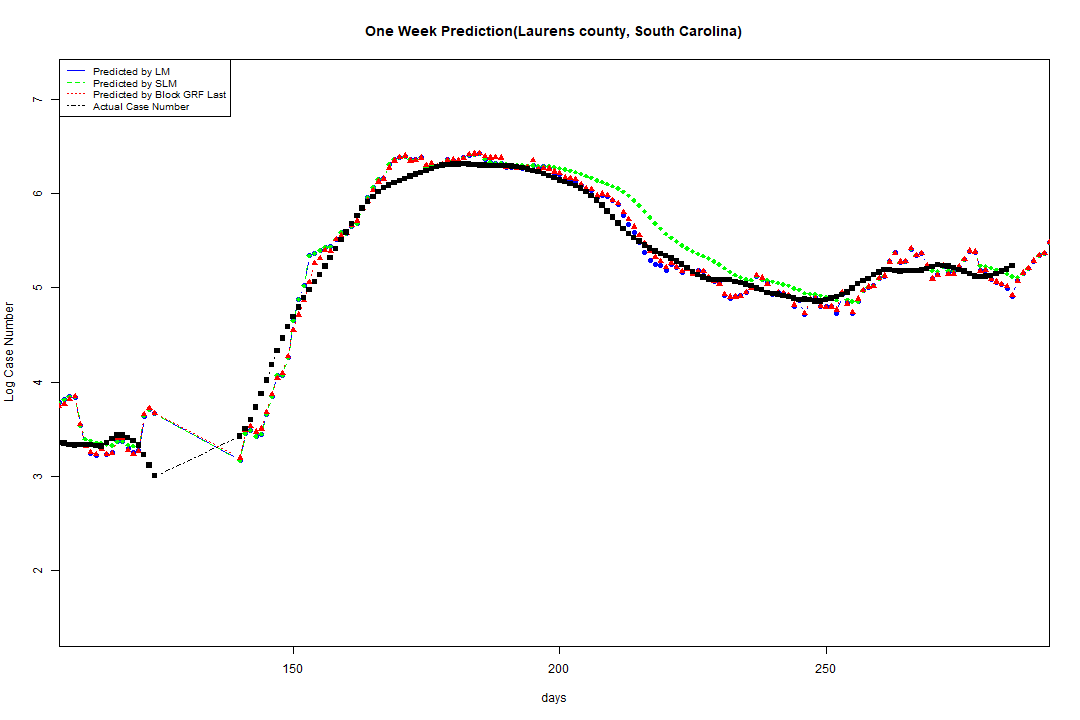 One Week Prediction(Laurens county, South Carolina)
Predicted by LM
Predicted by SLM
Predicted by Block GRF Last
Actual Case Number
7
6
5
4
3
2
Log Case Number
150
200
250
days